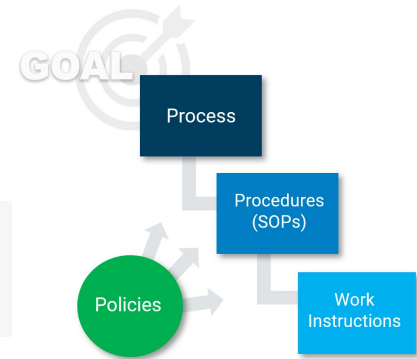 GOAL
Process
Procedures
(SOPs)
Policies
Work
Instructions